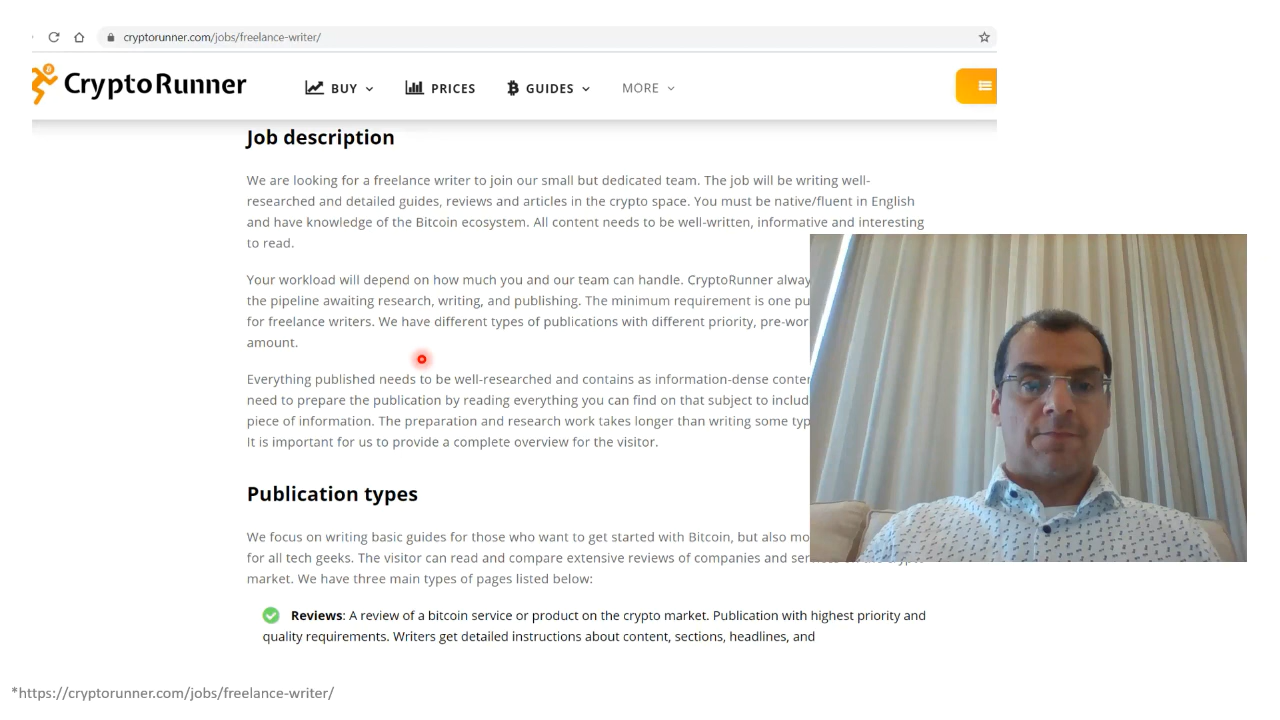 cryptorunner.com/jobs/freelance-writer/
CryptoRunner
BUY
PRICES
GUIDES
MORE
Job description
We are looking for a freelance writer to join our small but dedicated team. The job will be writing well-
researched and detailed guides, reviews and articles in the crypto space. You must be native/fluent in English
and have knowledge of the Bitcoin ecosystem. All content needs to be well-written, informative and interesting
to read.
Your workload will depend on how much you and our team can handle. CryptoRunner
the pipeline awaiting research, writing, and publishing. The minimum requirement is one
for freelance writers. We have different types of publications with different priority,
amount.
Everything published needs to be well-researched and contains as information-dense
need to prepare the publication by reading everything you can find on that subject to
piece of information. The preparation and research work takes longer than writing some
It is important for us to provide a complete overview for the visitor.
Publication types
We focus on writing basic guides for those who want to get started with Bitcoin, but also
for all tech geeks. The visitor can read and compare extensive reviews of companies and
market. We have three main types of pages listed below:
Reviews: A review of a bitcoin service or product on the crypto market. Publication with highest priority and
quality requirements. Writers get detailed instructions about content, sections, headlines, and
*https://cryptorunner.com/jobs/freelance-writer/